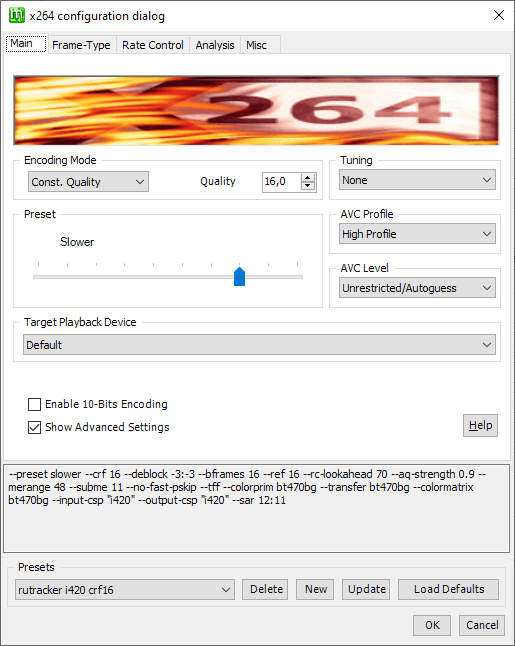 x264 configuration dialog
Main Frame-Type Rate Control Analysis Misc
x264
Encoding Mode
Const. Quality Quality 16,0
Tuning
None
Preset
Slower
AVC Profile
High Profile
AVC Level
Unrestricted/Autoguess
Target Playback Device
Default
Enable 10-Bits Encoding
Show Advanced Settings
Help
--preset slower --crf 16 --deblock -3:-3 --bframes 16 --ref 16 --rc-lookahead 70 --aq-strength 0.9 --
merange 48 --subme 11 --no-fast-pskip --tff --colorprim bt470bg --transfer bt470bg --colormatrix
bt470bg --input-csp "i420" --output-csp "i420" --sar 12:11
Presets
rutracker i420 crf16 Delete New Update Load Defaults
OK Cancel